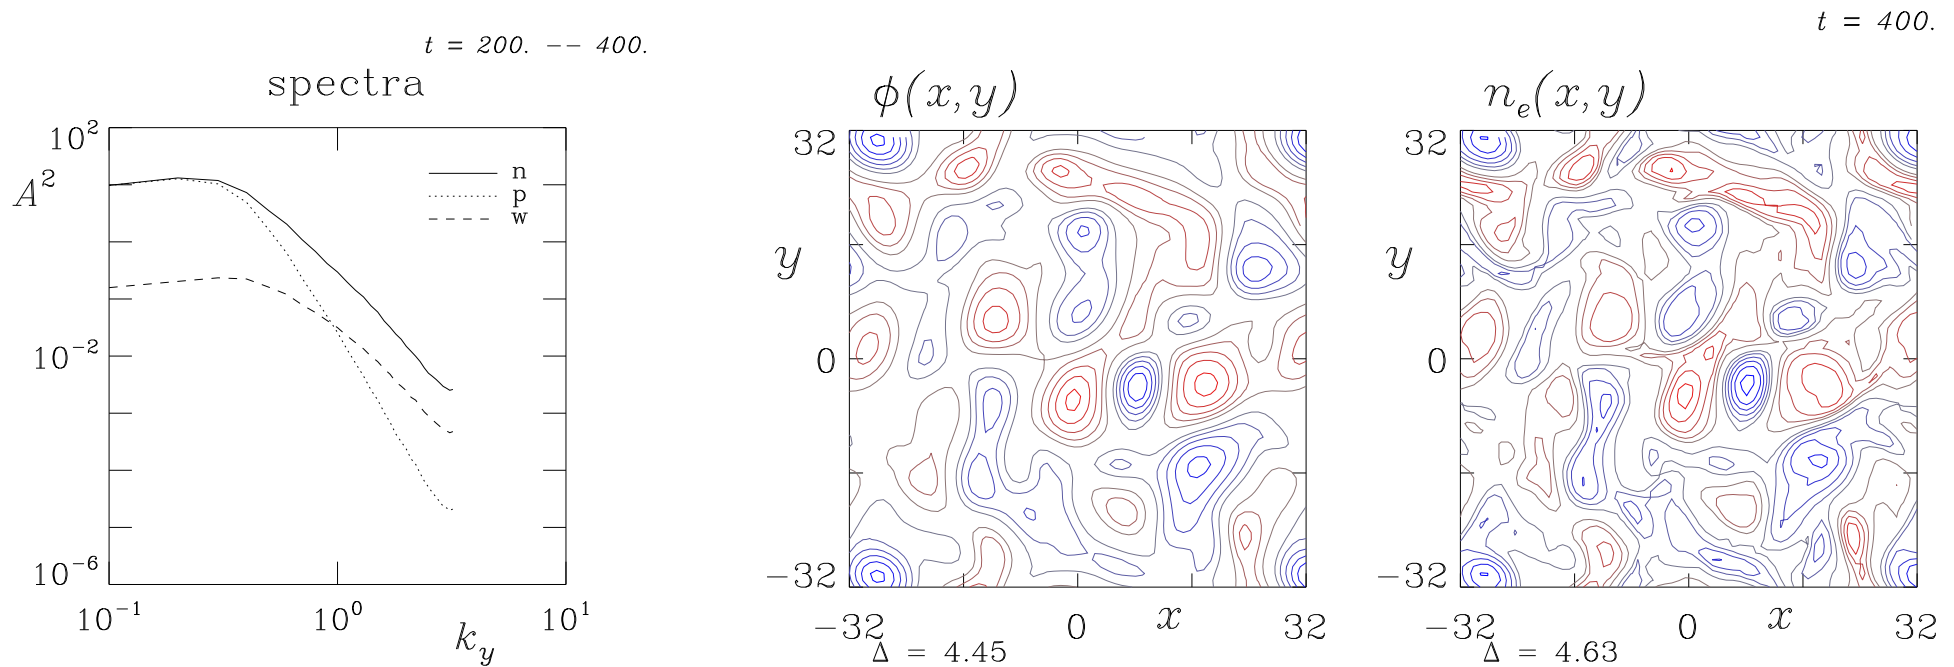 t = 200. -- 400.
spectra
10^2
A^2
10^-2
10^-6
n
p
w
10^-1
10^0
10^1
k_y
ϕ(x,y)
32
y
0
-32
-32
0
x
32
Δ = 4.45
t = 400.
n_e(x,y)
32
y
0
-32
-32
0
x
32
Δ = 4.63